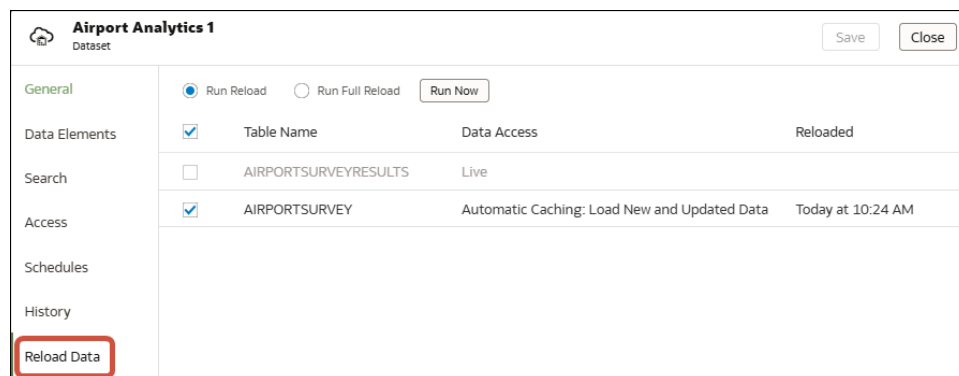 Airport Analytics 1
Dataset
Save
Close
General
Run Reload
Run Full Reload
Run Now
Data Elements
Table Name
Data Access
Reloaded
Search
AIRPORTSURVEYRESULTS
Live
Access
AIRPORTSURVEY
Automatic Caching: Load New and Updated Data
Today at 10:24 AM
Schedules
History
Reload Data